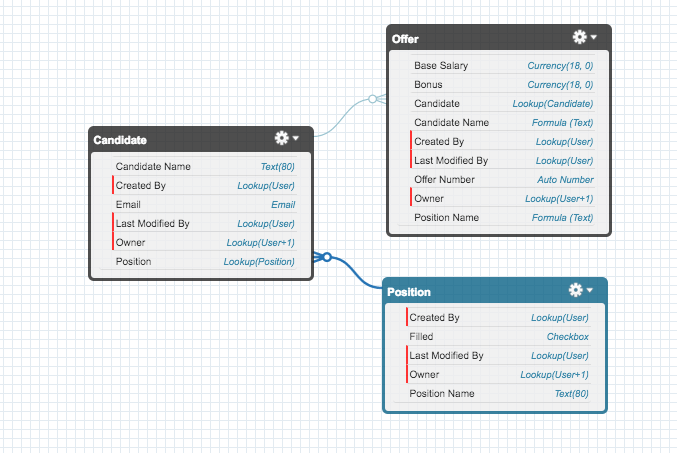 Offer
Base Salary Currency(18, 0)
Bonus Currency(18, 0)
Candidate Lookup(Candidate)
Candidate Name Formula (Text)
Created By Lookup(User)
Last Modified By Lookup(User)
Offer Number Auto Number
Owner Lookup(User+1)
Position Name Formula (Text)
Candidate
Candidate Name Text(80)
Created By Lookup(User)
Email Email
Last Modified By Lookup(User)
Owner Lookup(User+1)
Position Lookup(Position)
Position
Created By Lookup(User)
Filled Checkbox
Last Modified By Lookup(User)
Owner Lookup(User+1)
Position Name Text(80)